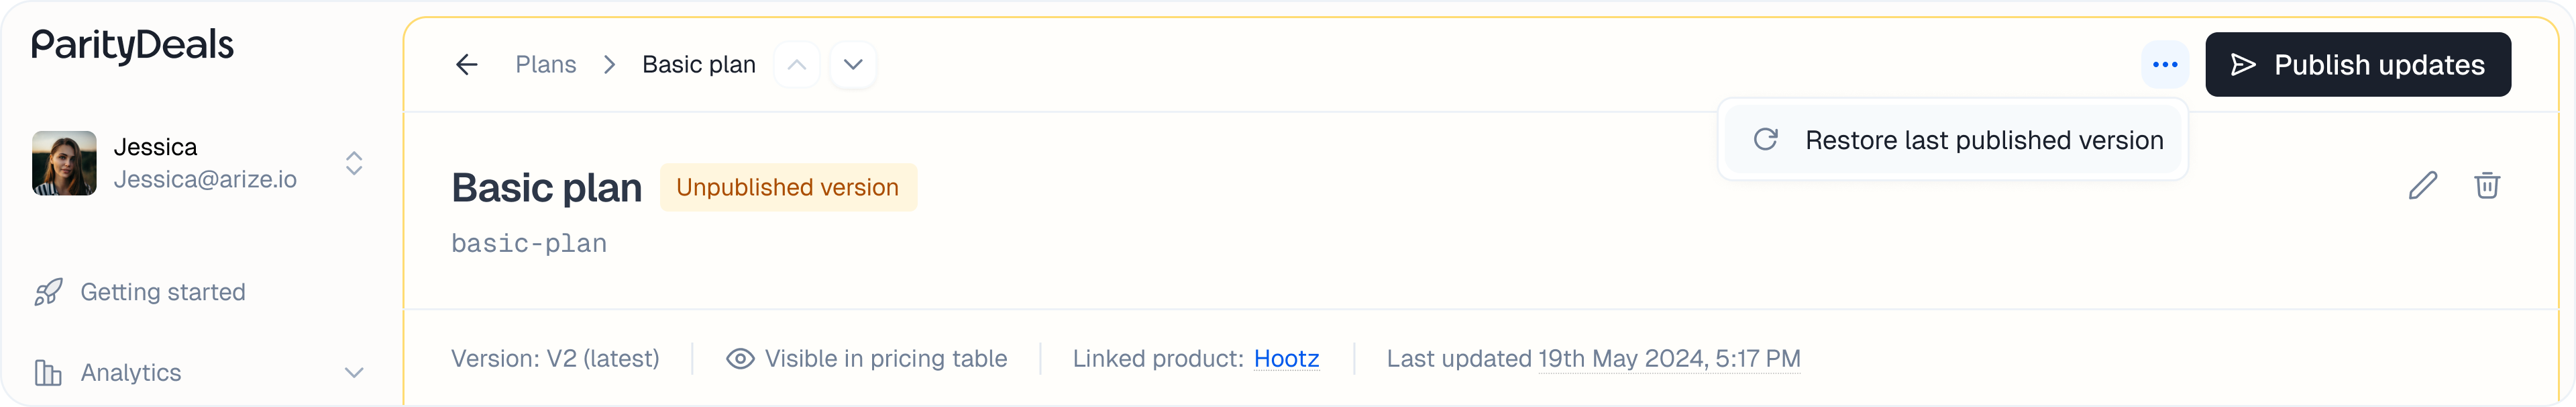 ParityDeals
Jessica
Jessica@arize.io
Getting started
Analytics
Plans
Basic plan
Publish updates
Restore last published version
Basic plan
Unpublished version
basic-plan
Version: V2 (latest)
Visible in pricing table
Linked product: Hootz
Last updated 19th May 2024, 5:17 PM